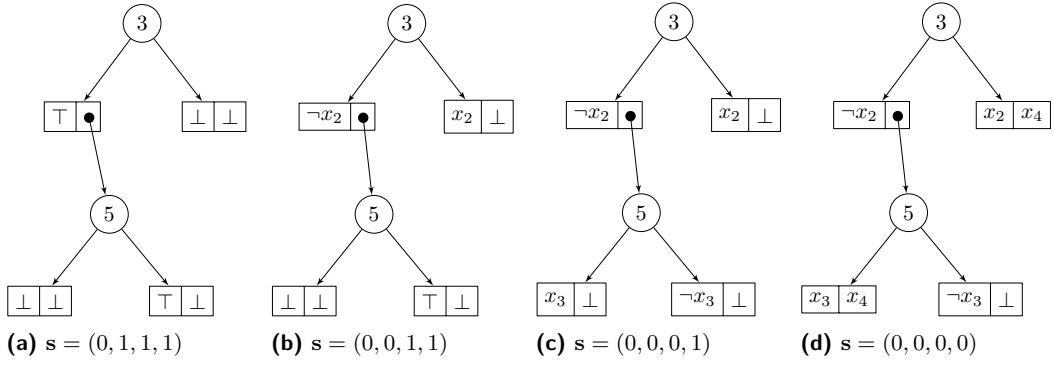 3 3 3 3
⊤ ⊥ ⊥ ¬x₂ x₂ ⊥ ¬x₂ x₂ ⊥ ¬x₂ x₂ x₄
5 5 5 5
⊥ ⊥ ⊤ ⊥ ⊥ ⊥ ⊤ ⊥ x₃ ⊥ ¬x₃ ⊥ x₃ x₄ ¬x₃ ⊥
(a) s = (0, 1, 1, 1) (b) s = (0, 0, 1, 1) (c) s = (0, 0, 0, 1) (d) s = (0, 0, 0, 0)